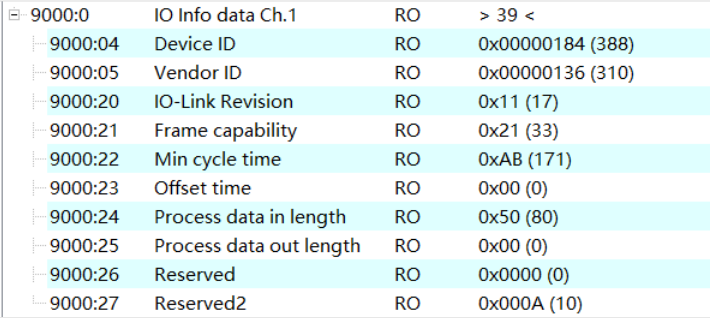 9000:0 IO Info data Ch.1 RO > 39 <
9000:04 Device ID RO 0x00000184 (388)
9000:05 Vendor ID RO 0x00000136 (310)
9000:20 IO-Link Revision RO 0x11 (17)
9000:21 Frame capability RO 0x21 (33)
9000:22 Min cycle time RO 0xAB (171)
9000:23 Offset time RO 0x00 (0)
9000:24 Process data in length RO 0x50 (80)
9000:25 Process data out length RO 0x00 (0)
9000:26 Reserved RO 0x0000 (0)
9000:27 Reserved2 RO 0x000A (10)